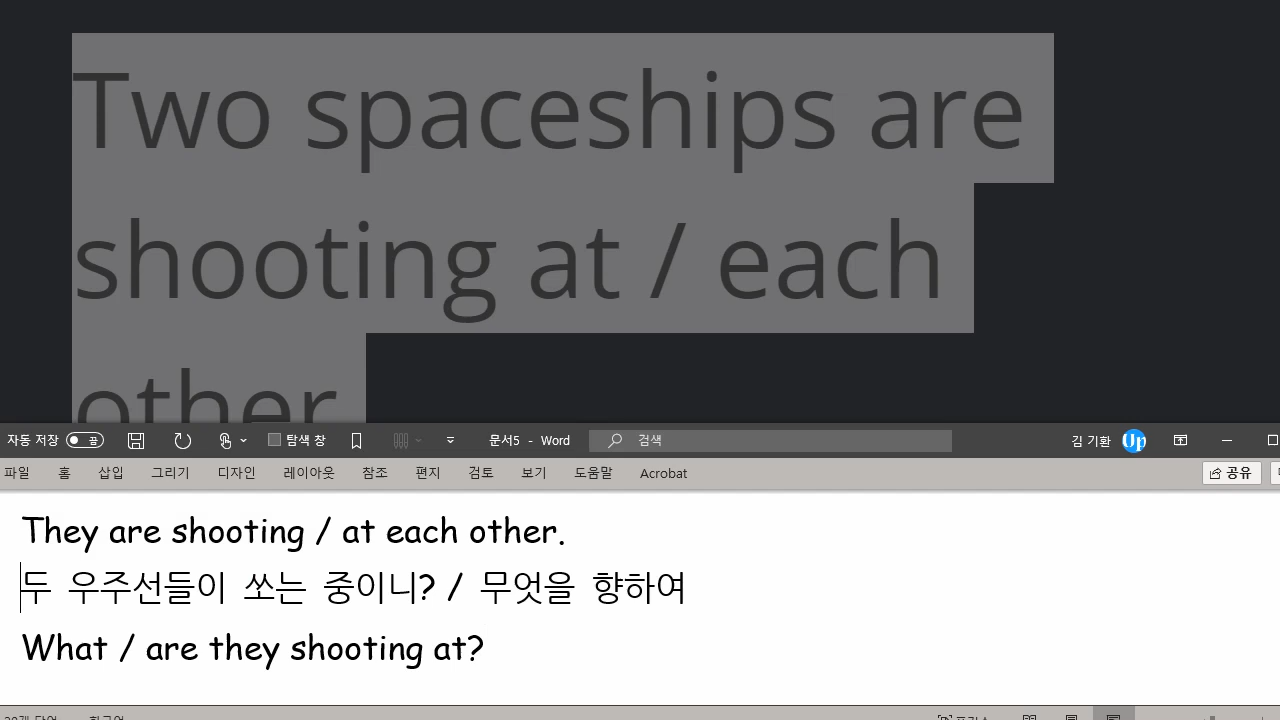 Two spaceships are
shooting at / each
other
자동 저장 끔 탐색 창 문서5 - Word 검색 김 기환 Up
파일 홈 삽입 그리기 디자인 레이아웃 참조 편지 검토 보기 도움말 Acrobat 공유
They are shooting / at each other.
두 우주선들이 쏘는 중이니? / 무엇을 향하여
What / are they shooting at?